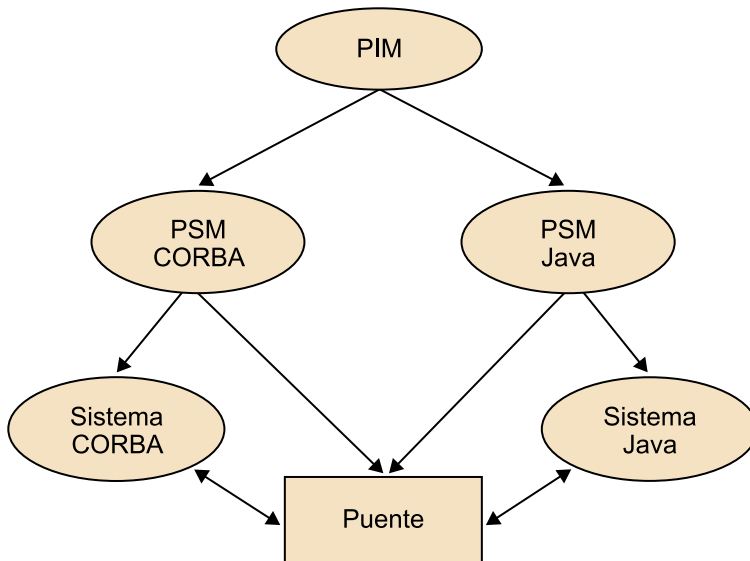 PIM
PSM
CORBA
PSM
Java
Sistema
CORBA
Sistema
Java
Puente